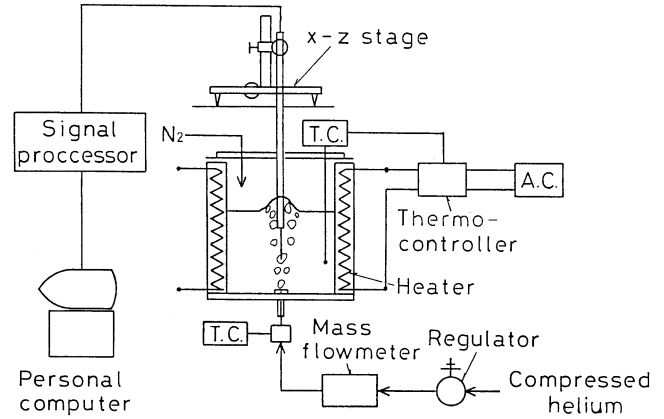 x-z stage
Signal
proccessor
N2
T.C.
A.C.
Thermo-
controller
Heater
T.C.
Mass
flowmeter
Regulator
Compressed
helium
Personal
computer